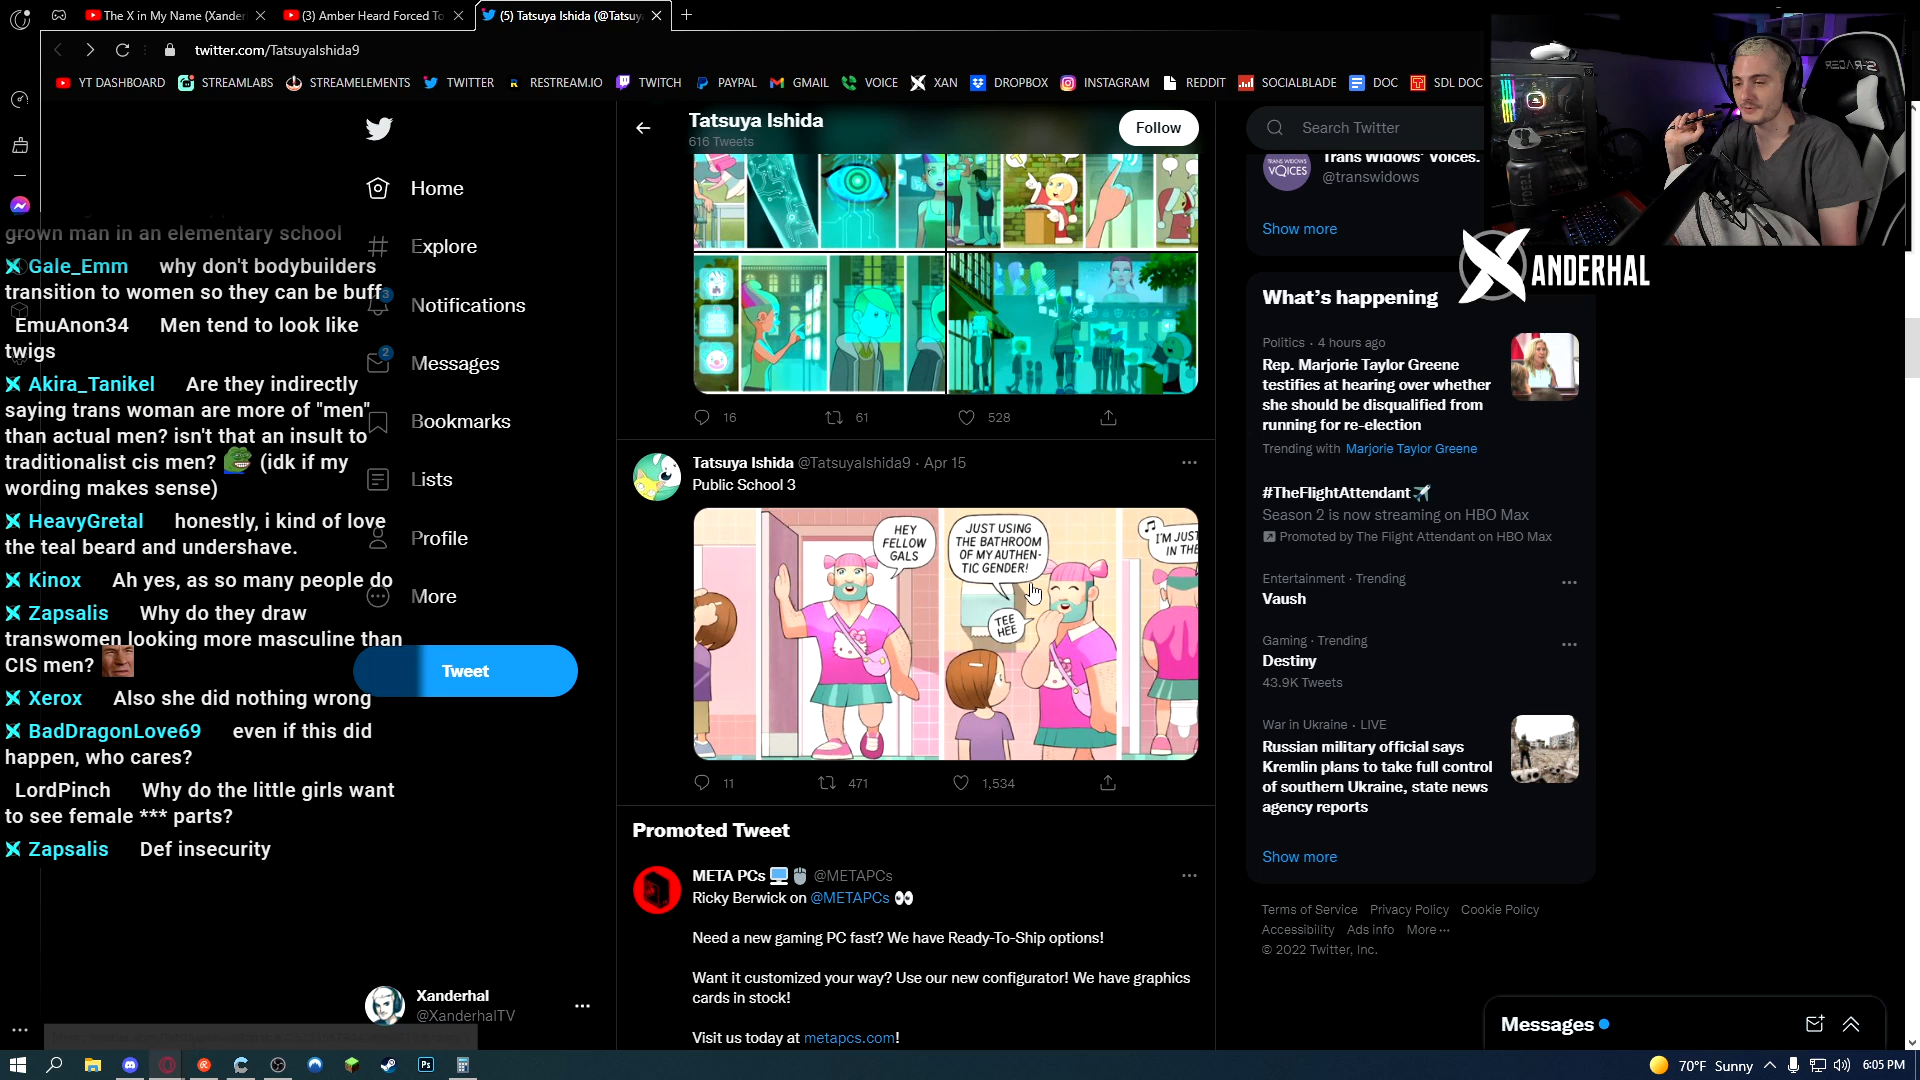 The X in My Name (Xander
(3) Amber Heard Forced To
(5) Tatsuya Ishida (@Tatsuy
twitter.com/TatsuyaIshida9
YT DASHBOARD STREAMLABS STREAMELEMENTS TWITTER RESTREAM.IO TWITCH PAYPAL GMAIL VOICE XAN DROPBOX INSTAGRAM REDDIT SOCIALBLADE DOC SDL DOC
grown man in an elementary school
Gale_Emm why don't bodybuilders
transition to women so they can be buff
EmuAnon34 Men tend to look like
twigs
Akira_Tanikel Are they indirectly
saying trans woman are more of "men"
than actual men? isn't that an insult to
traditionalist cis men? (idk if my
wording makes sense)
HeavyGretal honestly, i kind of love
the teal beard and undershave.
Kinox Ah yes, as so many people do
Zapsalis Why do they draw
transwomen looking more masculine than
CIS men?
Xerox Also she did nothing wrong
BadDragonLove69 even if this did
happen, who cares?
LordPinch Why do the little girls want
to see female *** parts?
Zapsalis Def insecurity
Home
Explore
3
Notifications
2
Messages
Bookmarks
Lists
Profile
More
Tweet
Xanderhal
@XanderhalTV
Tatsuya Ishida
616 Tweets
Follow
16 61 528
Tatsuya Ishida @TatsuyaIshida9 · Apr 15
Public School 3
HEY
FELLOW
GALS
JUST USING
THE BATHROOM
OF MY AUTHEN-
TIC GENDER!
TEE
HEE
I'M JUST
IN THE
11 471 1,534
Promoted Tweet
META PCs @METAPCs
Ricky Berwick on @METAPCs
Need a new gaming PC fast? We have Ready-To-Ship options!
Want it customized your way? Use our new configurator! We have graphics
cards in stock!
Visit us today at metapcs.com!
Search Twitter
TRANS WIDOWS'
VOICES
Trans Widows' Voices.
@transwidows
Show more
XANDERHAL
What's happening
Politics · 4 hours ago
Rep. Marjorie Taylor Greene
testifies at hearing over whether
she should be disqualified from
running for re-election
Trending with Marjorie Taylor Greene
#TheFlightAttendant
Season 2 is now streaming on HBO Max
Promoted by The Flight Attendant on HBO Max
Entertainment · Trending
Vaush
Gaming · Trending
Destiny
43.9K Tweets
War in Ukraine · LIVE
Russian military official says
Kremlin plans to take full control
of southern Ukraine, state news
agency reports
Show more
Terms of Service Privacy Policy Cookie Policy
Accessibility Ads info More
© 2022 Twitter, Inc.
Messages
Ps
70°F Sunny
6:05 PM